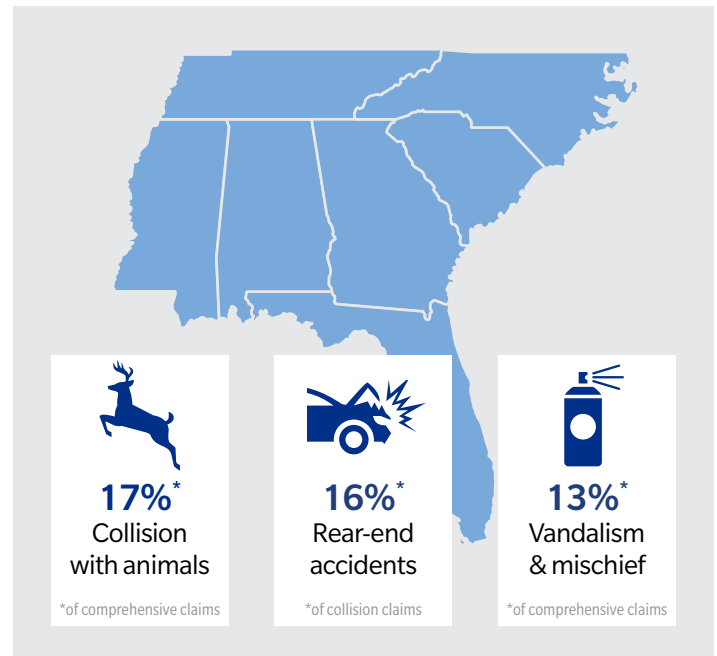 17%*
Collision
with animals
*of comprehensive claims
16%*
Rear-end
accidents
*of collision claims
13%*
Vandalism
& mischief
*of comprehensive claims